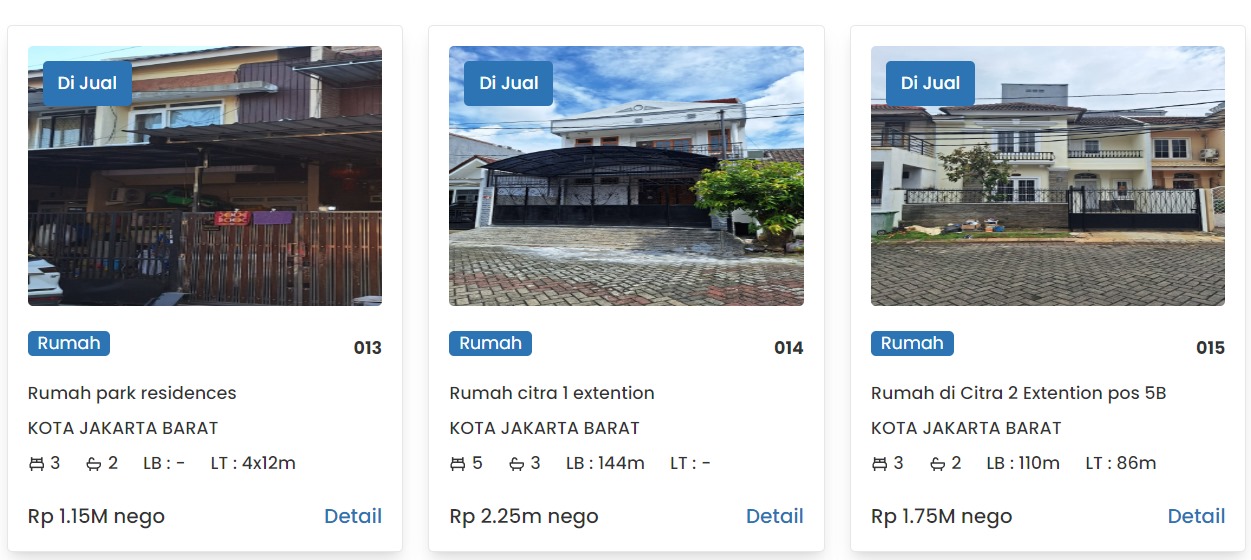 Di Jual
Rumah
013
Rumah park residences
KOTA JAKARTA BARAT
3 2 LB : - LT : 4x12m
Rp 1.15M nego
Detail
Di Jual
Rumah
014
Rumah citra 1 extention
KOTA JAKARTA BARAT
5 3 LB : 144m LT : -
Rp 2.25m nego
Detail
Di Jual
Rumah
015
Rumah di Citra 2 Extention pos 5B
KOTA JAKARTA BARAT
3 2 LB : 110m LT : 86m
Rp 1.75M nego
Detail